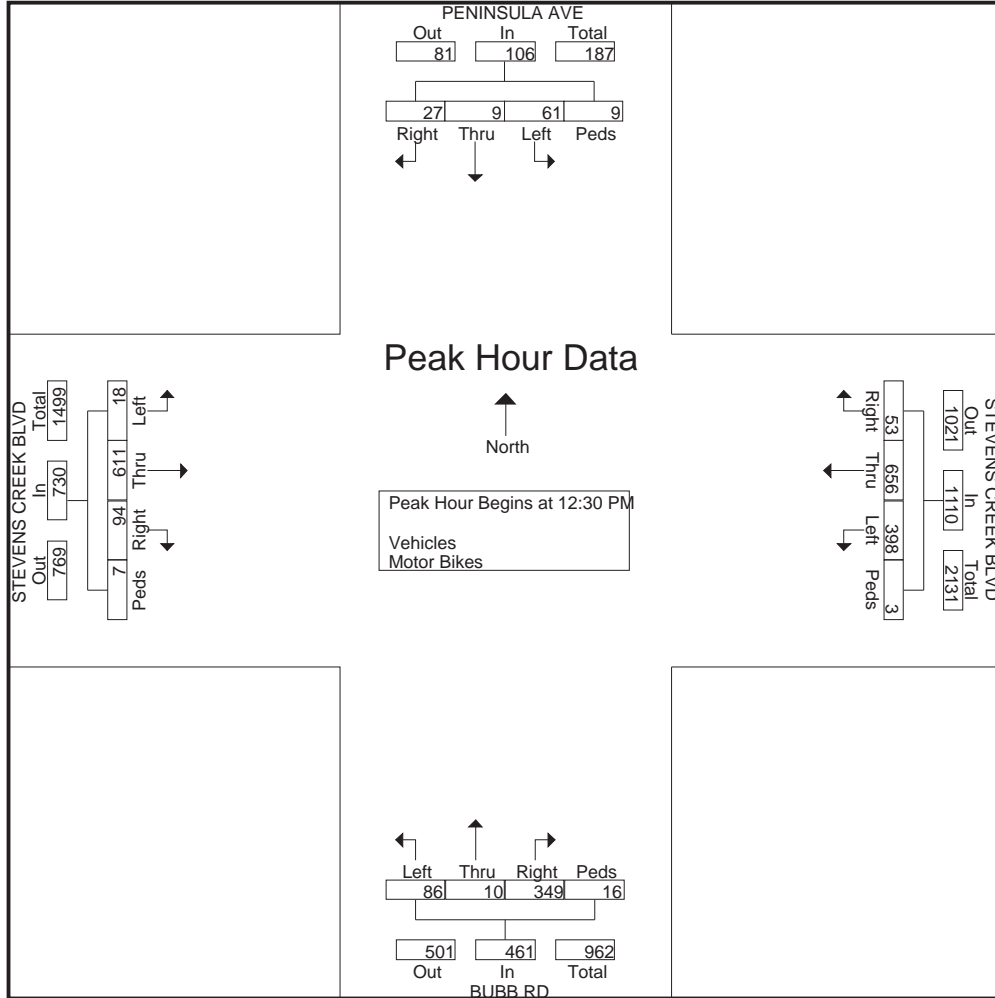 PENINSULA AVE
Out In Total
81 106 187
27 9 61 9
Right Thru Left Peds
Peak Hour Data
North
Peak Hour Begins at 12:30 PM
Vehicles
Motor Bikes
STEVENS CREEK BLVD
Out In Total
769 730 1499
18 611 94 7
Left Thru Right Peds
STEVENS CREEK BLVD
Out In Total
1021 1110 2131
53 656 398 3
Right Thru Left Peds
Left Thru Right Peds
86 10 349 16
501 461 962
Out In Total
BUBB RD